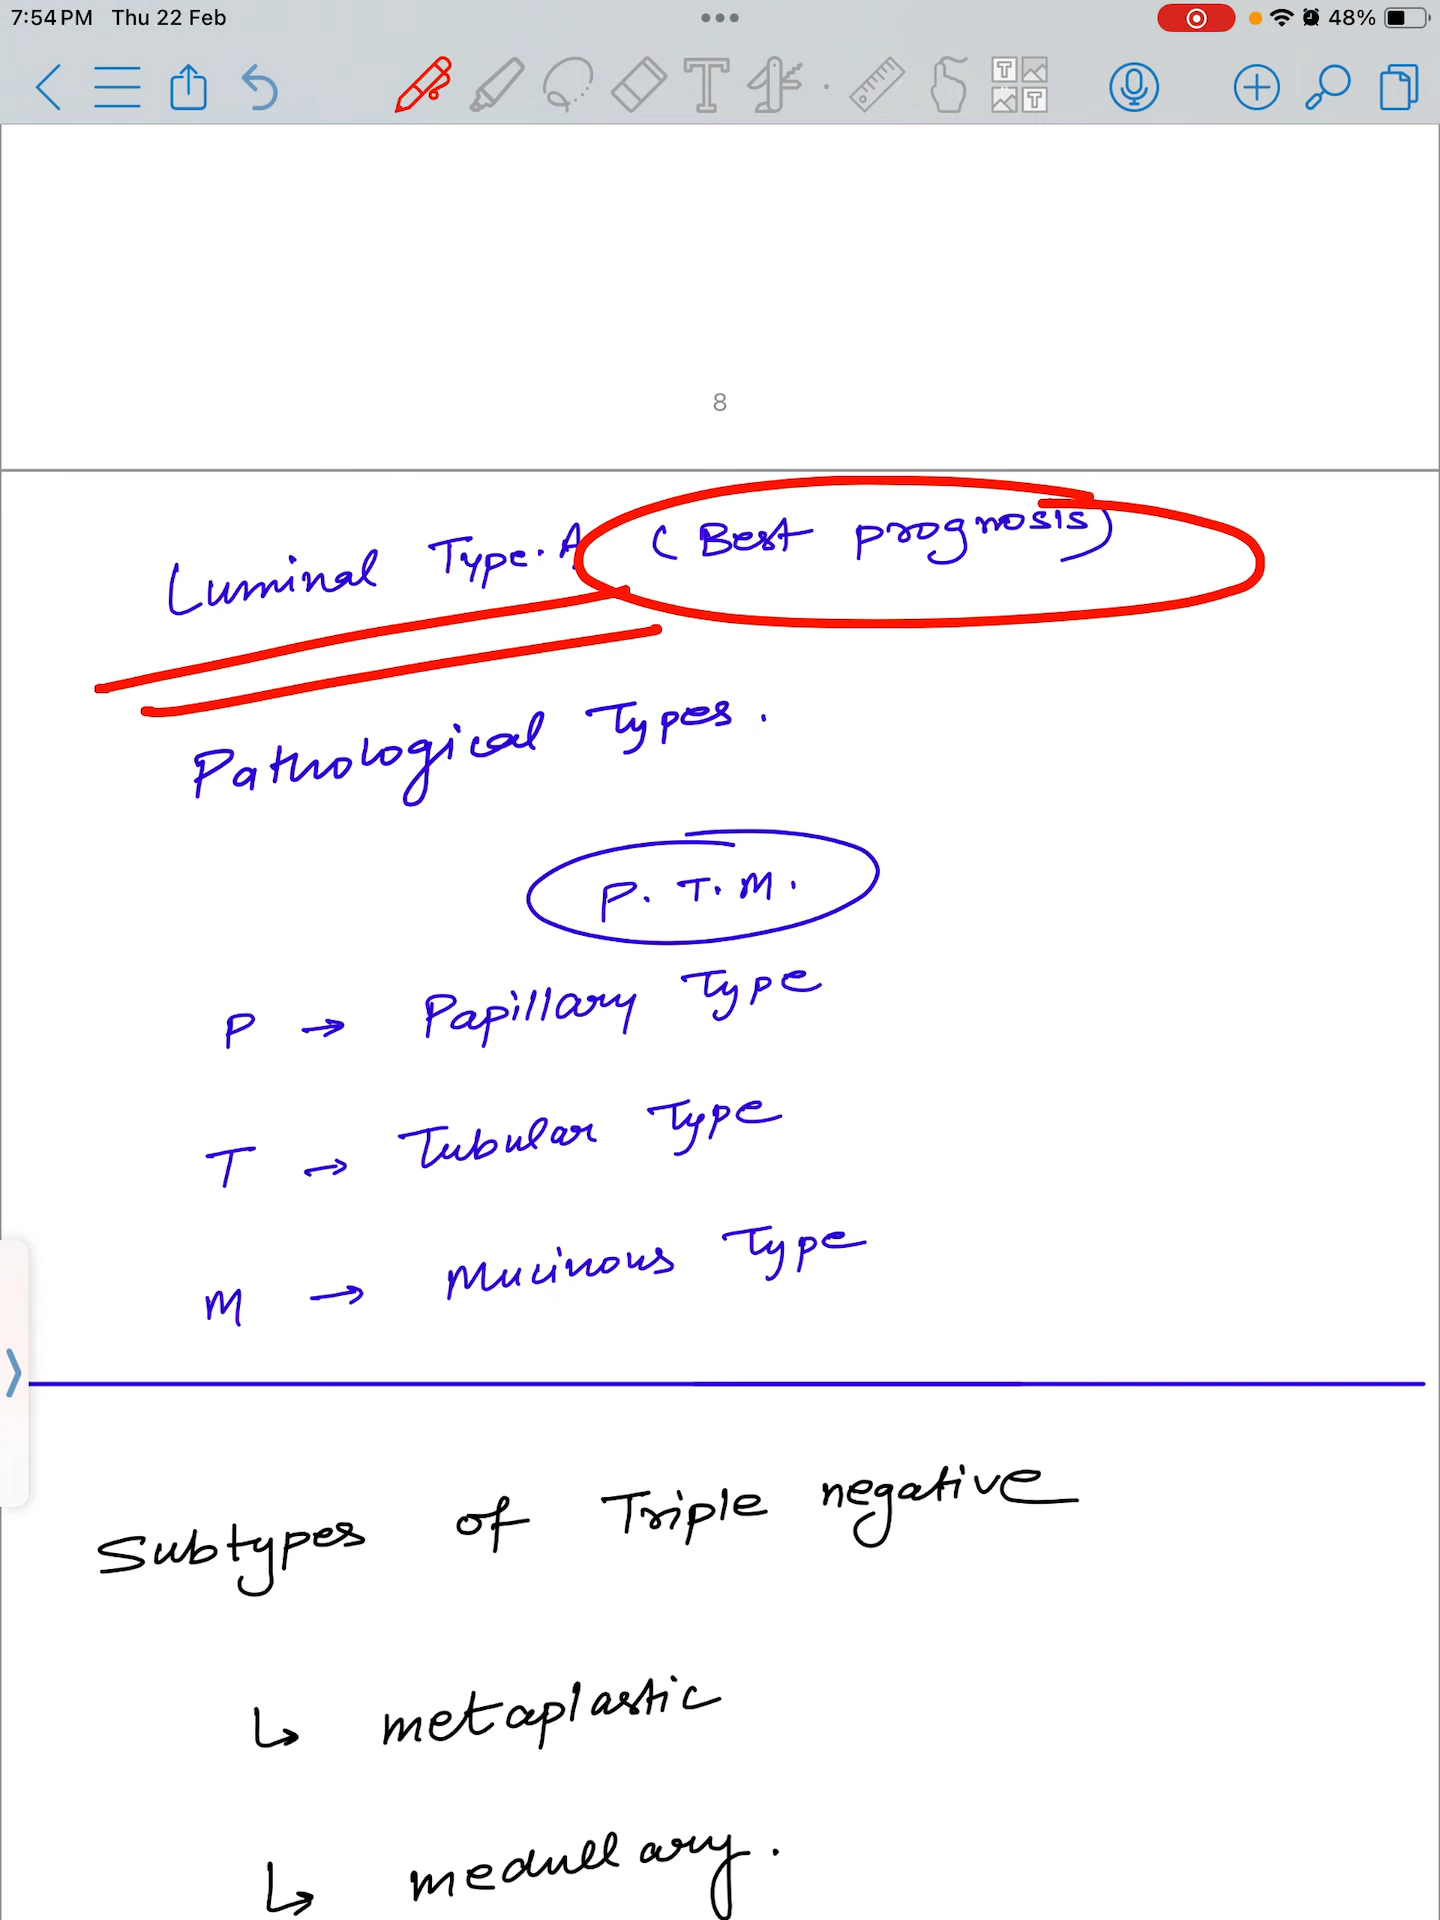 7:54 PM Thu 22 Feb
48%
8
Luminal Type. A (Best prognosis)
Pathological Types.
P. T. M.
P → Papillary Type
T → Tubular Type
M → Mucinous Type
Subtypes of Triple negative
↳ metaplastic
↳ medullary.